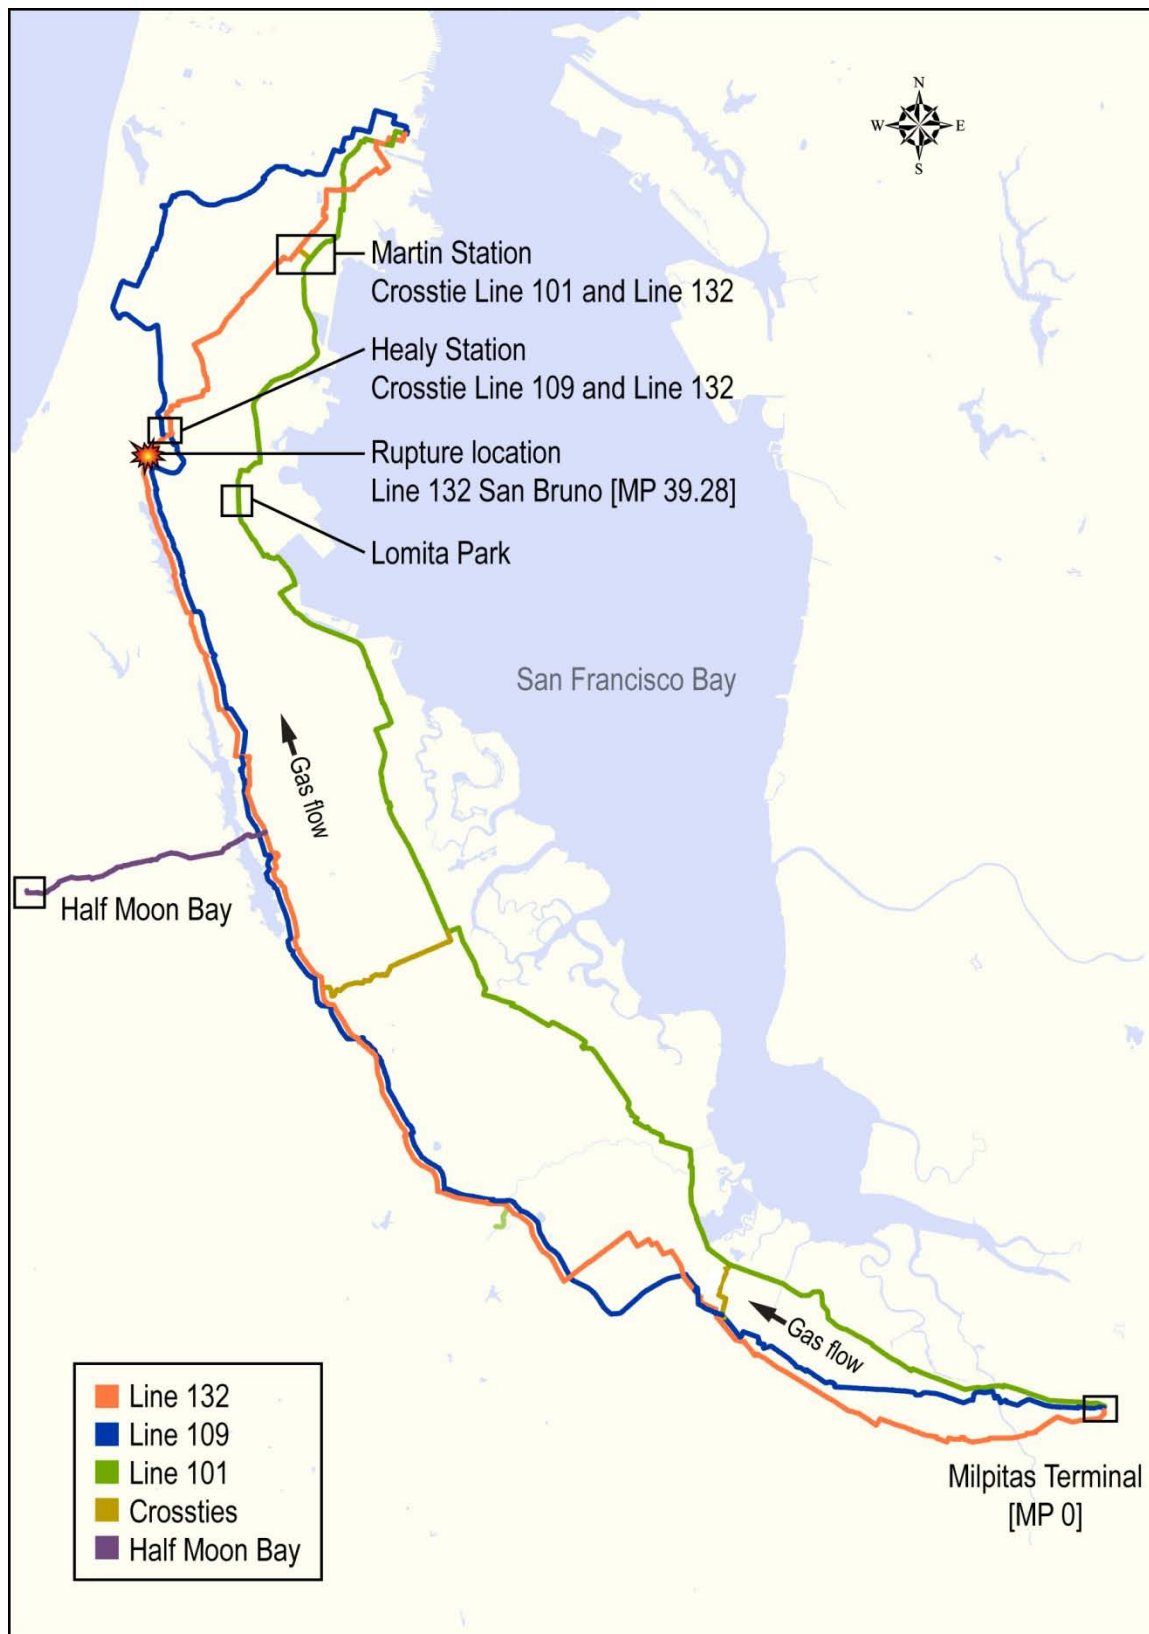 N
W E
S
Martin Station
Crosstie Line 101 and Line 132
Healy Station
Crosstie Line 109 and Line 132
Rupture location
Line 132 San Bruno [MP 39.28]
Lomita Park
San Francisco Bay
Gas flow
Half Moon Bay
Gas flow
Line 132
Line 109
Line 101
Crossties
Half Moon Bay
Milpitas Terminal
[MP 0]